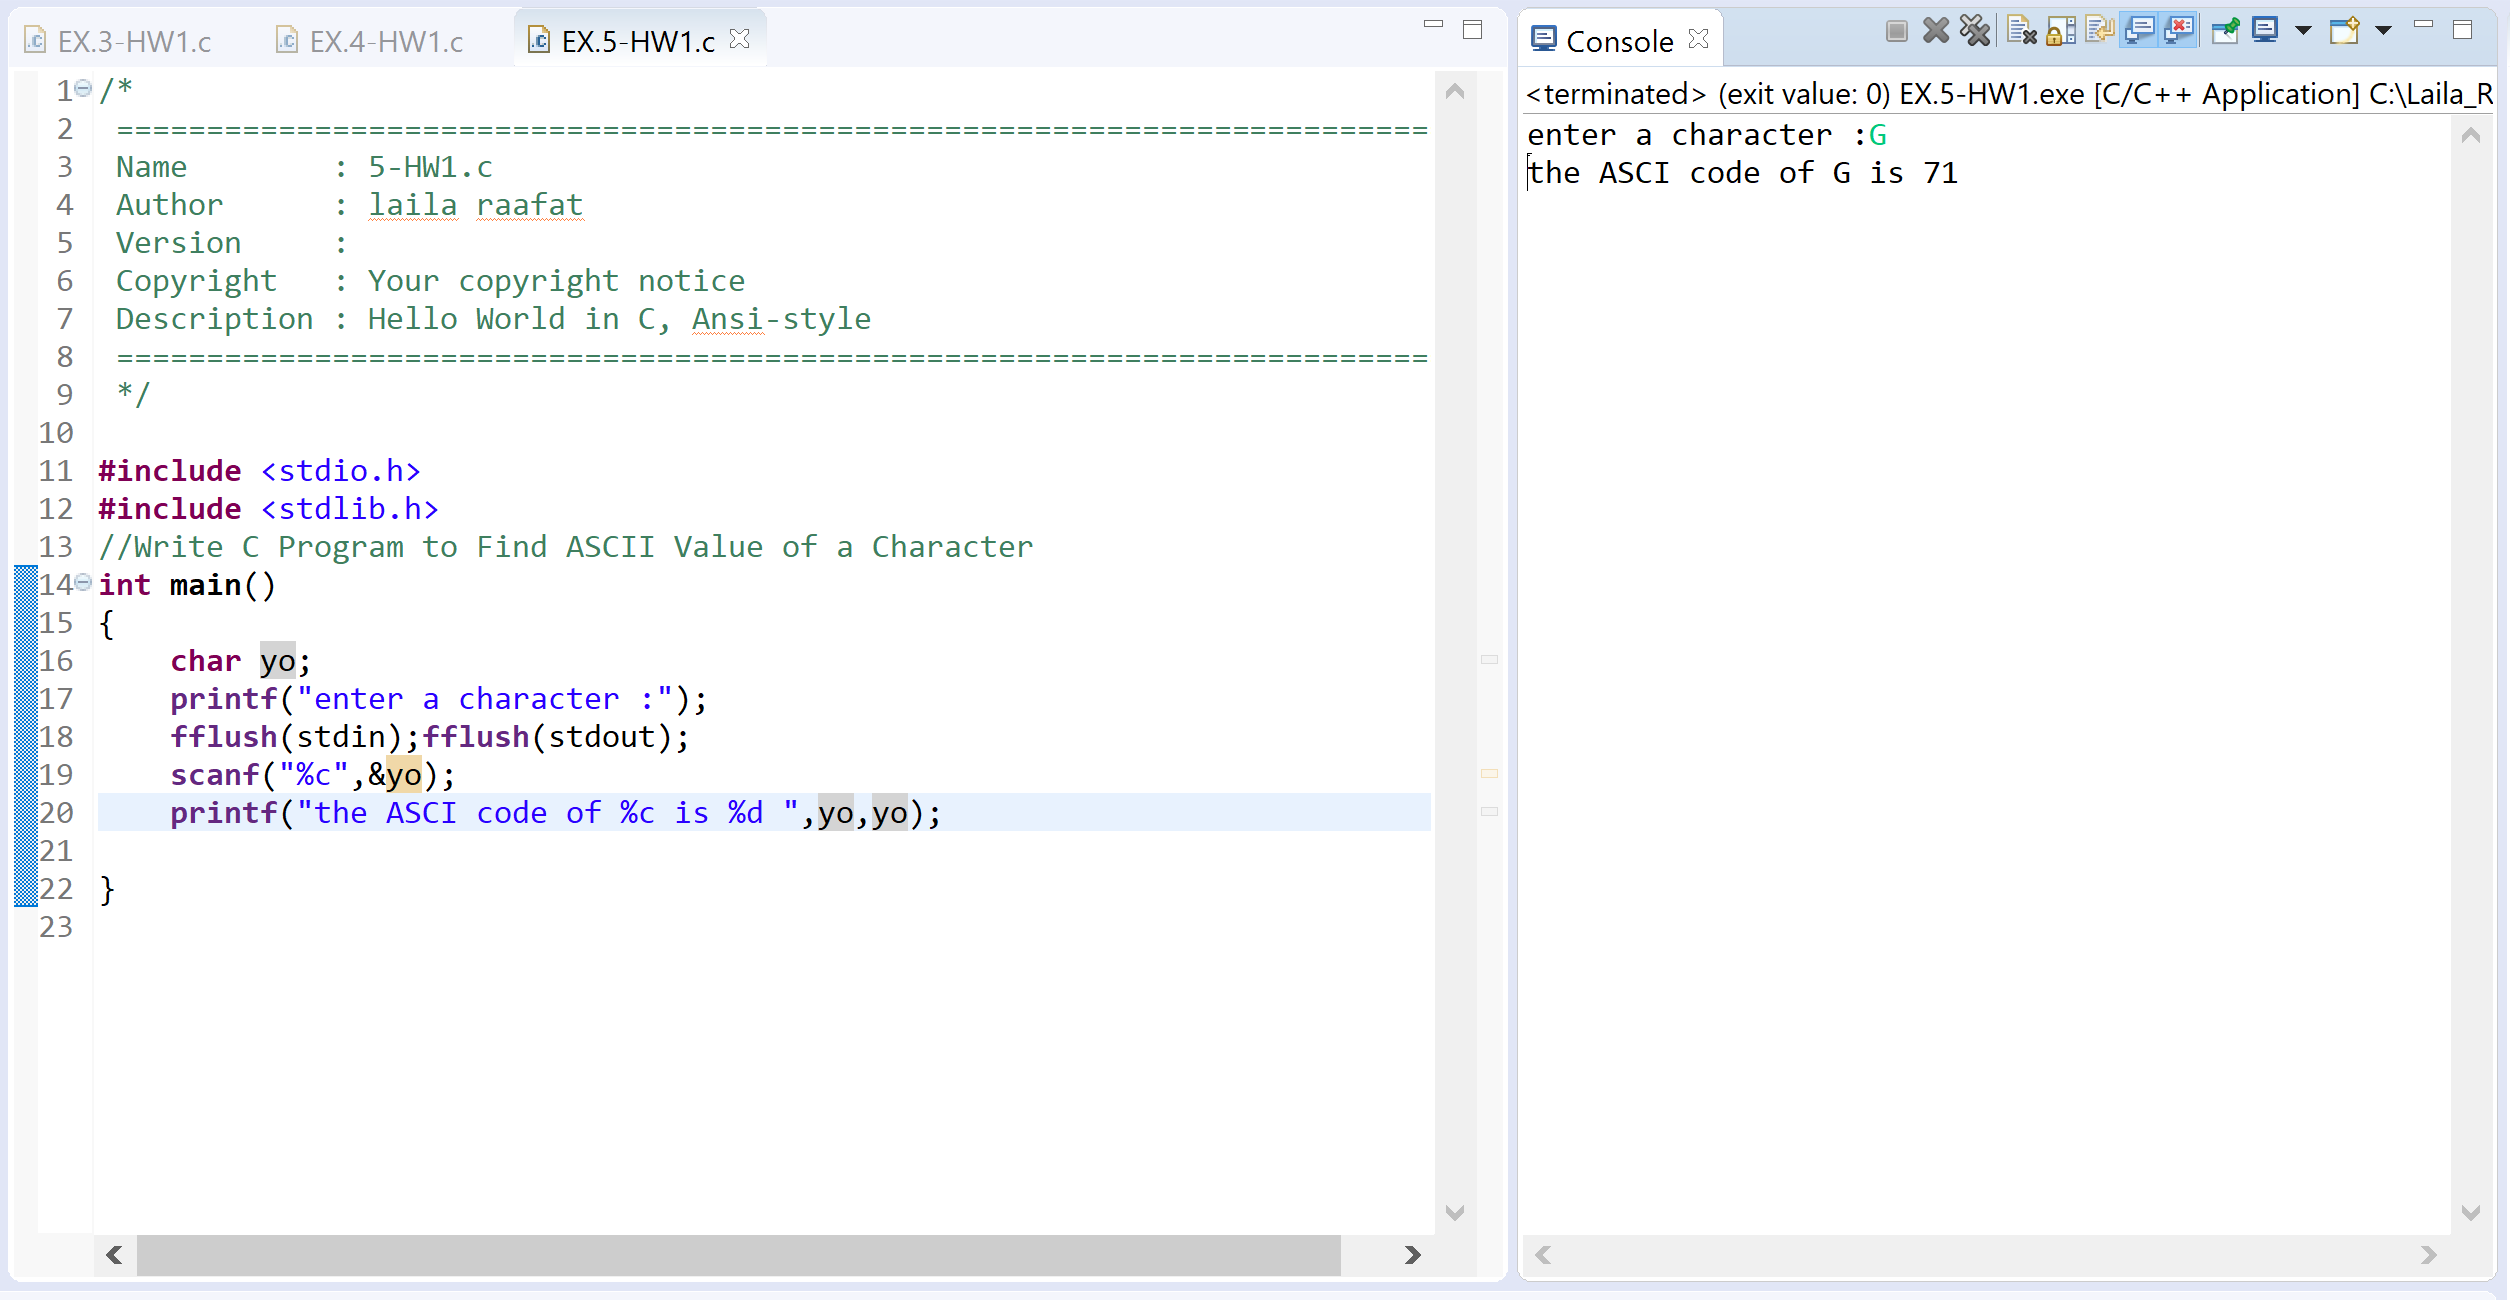 EX.3-HW1.c EX.4-HW1.c EX.5-HW1.c
1 /*
2 =========================================================================
3 Name        : 5-HW1.c
4 Author      : laila raafat
5 Version     :
6 Copyright   : Your copyright notice
7 Description : Hello World in C, Ansi-style
8 =========================================================================
9 */
10
11 #include <stdio.h>
12 #include <stdlib.h>
13 //Write C Program to Find ASCII Value of a Character
14 int main()
15 {
16     char yo;
17     printf("enter a character :");
18     fflush(stdin);fflush(stdout);
19     scanf("%c",&yo);
20     printf("the ASCI code of %c is %d ",yo,yo);
21
22 }
23
Console
<terminated> (exit value: 0) EX.5-HW1.exe [C/C++ Application] C:\Laila_R
enter a character :G
the ASCI code of G is 71